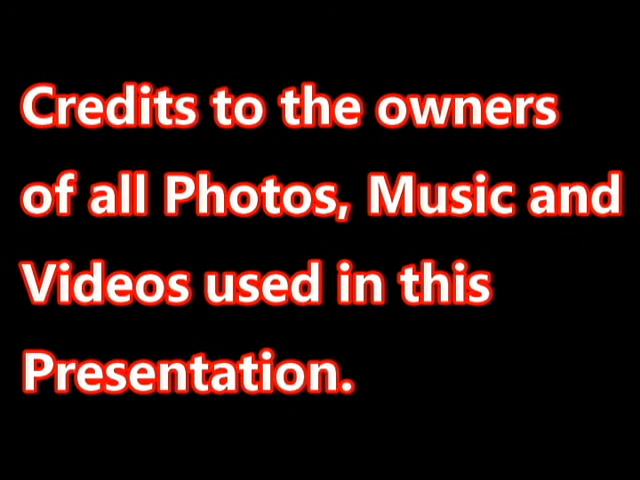 Credits to the owners
of all Photos, Music and
Videos used in this
Presentation.